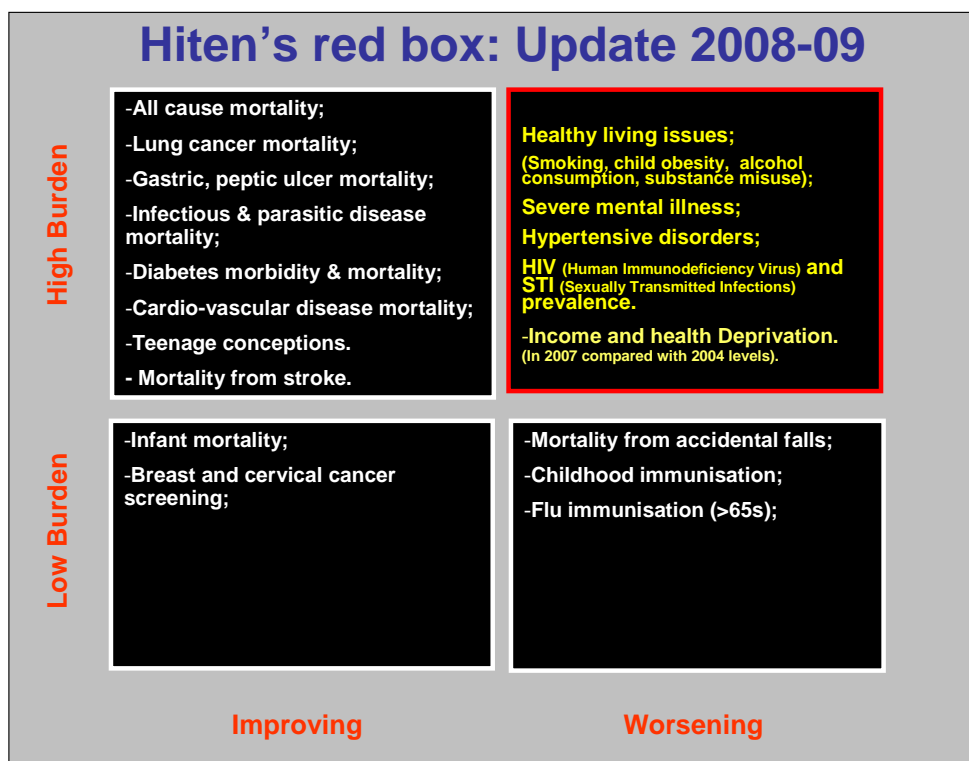 Hiten's red box: Update 2008-09
High Burden
-All cause mortality;
-Lung cancer mortality;
-Gastric, peptic ulcer mortality;
-Infectious & parasitic disease
mortality;
-Diabetes morbidity & mortality;
-Cardio-vascular disease mortality;
-Teenage conceptions.
- Mortality from stroke.
Healthy living issues;
(Smoking, child obesity, alcohol
consumption, substance misuse);
Severe mental illness;
Hypertensive disorders;
HIV (Human Immunodeficiency Virus) and
STI (Sexually Transmitted Infections)
prevalence.
-Income and health Deprivation.
(In 2007 compared with 2004 levels).
Low Burden
-Infant mortality;
-Breast and cervical cancer
screening;
-Mortality from accidental falls;
-Childhood immunisation;
-Flu immunisation (>65s);
Improving
Worsening